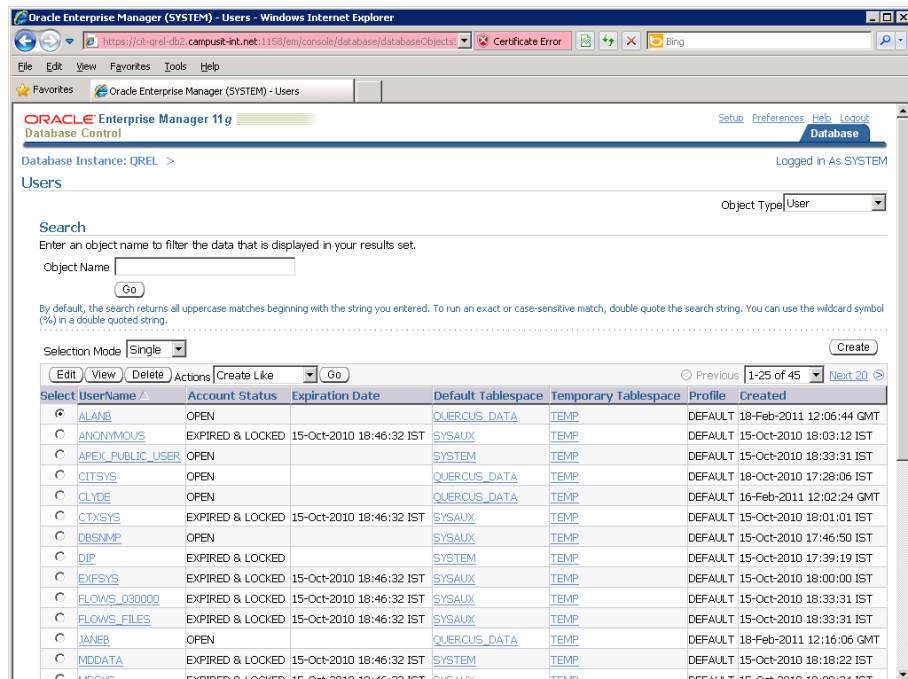 Oracle Enterprise Manager (SYSTEM) - Users - Windows Internet Explorer
https://cit-qrel-db2.campusit-int.net:1158/em/console/database/databaseObjectsS Certificate Error Bing
File Edit View Favorites Tools Help
Favorites Oracle Enterprise Manager (SYSTEM) - Users
ORACLE Enterprise Manager 11g Setup Preferences Help Logout
Database Control Database
Database Instance: QREL > Logged in As SYSTEM
Users
Object Type User
Search
Enter an object name to filter the data that is displayed in your results set.
Object Name
Go
By default, the search returns all uppercase matches beginning with the string you entered. To run an exact or case-sensitive match, double quote the search string. You can use the wildcard symbol
(%) in a double quoted string.
Selection Mode Single Create
Edit View Delete Actions Create Like Go Previous 1-25 of 45 Next 20
Select UserName Account Status Expiration Date Default Tablespace Temporary Tablespace Profile Created
ALANB OPEN QUERCUS_DATA TEMP DEFAULT 18-Feb-2011 12:06:44 GMT
ANONYMOUS EXPIRED & LOCKED 15-Oct-2010 18:46:32 IST SYSAUX TEMP DEFAULT 15-Oct-2010 18:03:12 IST
APEX_PUBLIC_USER OPEN SYSTEM TEMP DEFAULT 15-Oct-2010 18:33:31 IST
CITSYS OPEN QUERCUS_DATA TEMP DEFAULT 18-Oct-2010 17:28:06 IST
CLYDE OPEN QUERCUS_DATA TEMP DEFAULT 16-Feb-2011 12:02:24 GMT
CTXSYS EXPIRED & LOCKED 15-Oct-2010 18:46:32 IST SYSAUX TEMP DEFAULT 15-Oct-2010 18:01:01 IST
DBSNMP OPEN SYSAUX TEMP DEFAULT 15-Oct-2010 17:46:50 IST
DIP EXPIRED & LOCKED SYSTEM TEMP DEFAULT 15-Oct-2010 17:39:19 IST
EXFSYS EXPIRED & LOCKED 15-Oct-2010 18:46:32 IST SYSAUX TEMP DEFAULT 15-Oct-2010 18:00:00 IST
FLOWS_030000 EXPIRED & LOCKED 15-Oct-2010 18:46:32 IST SYSAUX TEMP DEFAULT 15-Oct-2010 18:33:31 IST
FLOWS_FILES EXPIRED & LOCKED 15-Oct-2010 18:46:32 IST SYSAUX TEMP DEFAULT 15-Oct-2010 18:33:31 IST
JANEB OPEN QUERCUS_DATA TEMP DEFAULT 18-Feb-2011 12:16:06 GMT
MDDATA EXPIRED & LOCKED 15-Oct-2010 18:46:32 IST SYSTEM TEMP DEFAULT 15-Oct-2010 18:18:22 IST